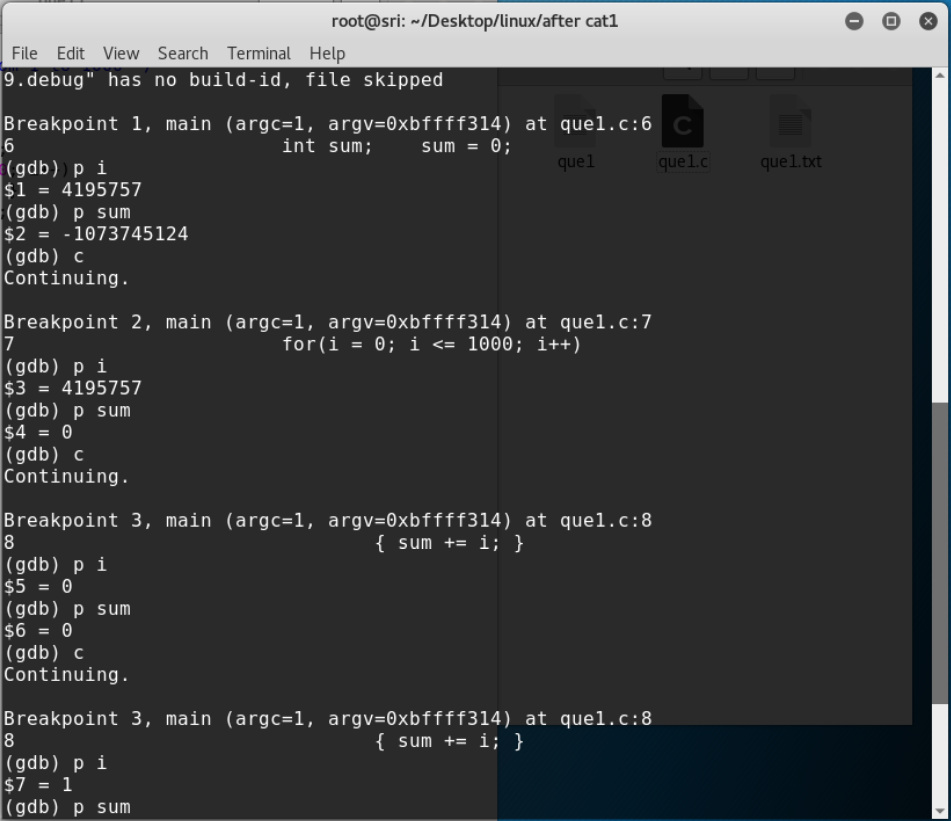 root@sri: ~/Desktop/linux/after cat1
File Edit View Search Terminal Help
9.debug" has no build-id, file skipped
Breakpoint 1, main (argc=1, argv=0xbffff314) at que1.c:6
6 int sum; sum = 0;
(gdb) p i
$1 = 4195757
(gdb) p sum
$2 = -1073745124
(gdb) c
Continuing.
Breakpoint 2, main (argc=1, argv=0xbffff314) at que1.c:7
7 for(i = 0; i <= 1000; i++)
(gdb) p i
$3 = 4195757
(gdb) p sum
$4 = 0
(gdb) c
Continuing.
Breakpoint 3, main (argc=1, argv=0xbffff314) at que1.c:8
8 { sum += i; }
(gdb) p i
$5 = 0
(gdb) p sum
$6 = 0
(gdb) c
Continuing.
Breakpoint 3, main (argc=1, argv=0xbffff314) at que1.c:8
8 { sum += i; }
(gdb) p i
$7 = 1
(gdb) p sum
C
que1 que1.c que1.txt